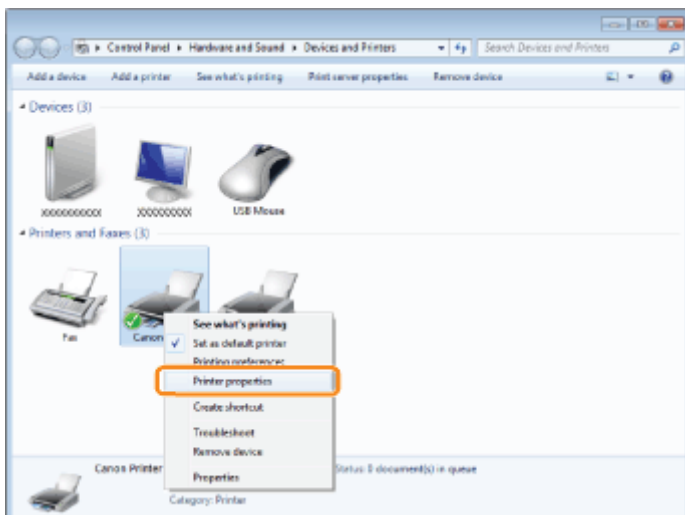 Control Panel ▸ Hardware and Sound ▸ Devices and Printers
Search Devices and Printers
Add a device Add a printer See what's printing Print server properties Remove device
Devices (3)
XXXXXXXXXX XXXXXXXXX USB Mouse
Printers and Faxes (3)
Fax Canon
See what's printing
Set as default printer
Printing preferences
Printer properties
Create shortcut
Troubleshoot
Remove device
Properties
Canon Printer Status: 0 document(s) in queue
Category: Printer